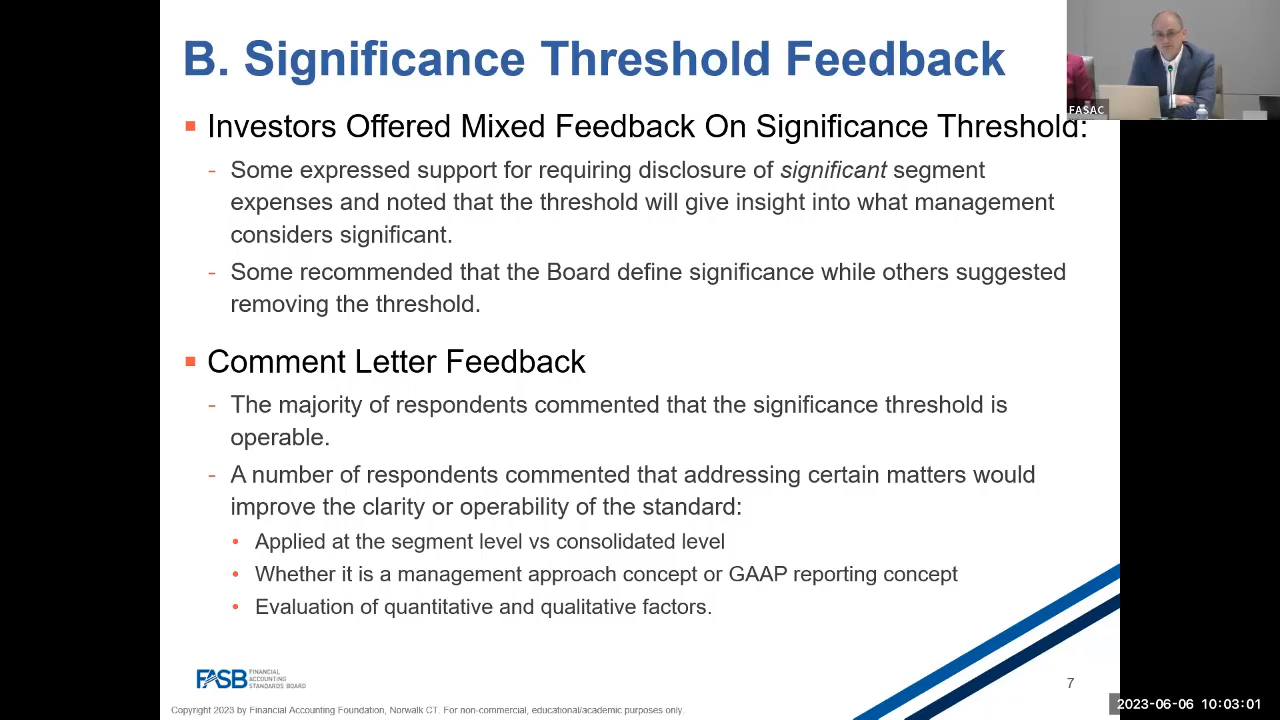 B. Significance Threshold Feedback
FASAC
Investors Offered Mixed Feedback On Significance Threshold:
- Some expressed support for requiring disclosure of significant segment
expenses and noted that the threshold will give insight into what management
considers significant.
- Some recommended that the Board define significance while others suggested
removing the threshold.
Comment Letter Feedback
- The majority of respondents commented that the significance threshold is
operable.
- A number of respondents commented that addressing certain matters would
improve the clarity or operability of the standard:
• Applied at the segment level vs consolidated level
• Whether it is a management approach concept or GAAP reporting concept
• Evaluation of quantitative and qualitative factors.
FASB FINANCIAL
ACCOUNTING
STANDARDS BOARD
7
2023-06-06 10:03:01
Copyright 2023 by Financial Accounting Foundation, Norwalk CT. For non-commercial, educational/academic purposes only.